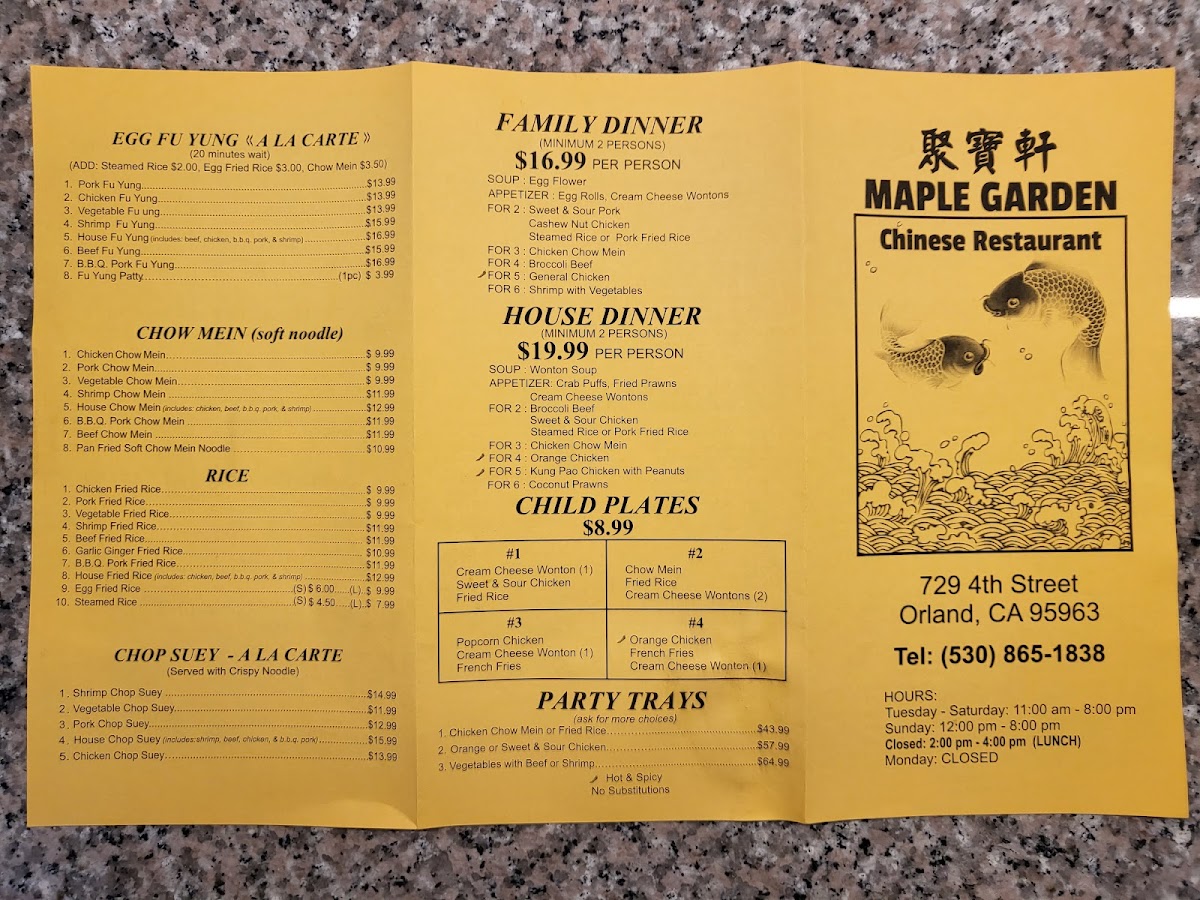 EGG FU YUNG《A LA CARTE》
(20 minutes wait)
(ADD: Steamed Rice $2.00, Egg Fried Rice $3.00, Chow Mein $3.50)
1. Pork Fu Yung $13.99
2. Chicken Fu Yung $13.99
3. Vegetable Fu ung $13.99
4. Shrimp Fu Yung $15.99
5. House Fu Yung (includes: beef, chicken, b.b.q. pork, & shrimp) $16.99
6. Beef Fu Yung $15.99
7. B.B.Q. Pork Fu Yung $16.99
8. Fu Yung Patty (1pc) $ 3.99
CHOW MEIN (soft noodle)
1. Chicken Chow Mein $ 9.99
2. Pork Chow Mein $ 9.99
3. Vegetable Chow Mein $ 9.99
4. Shrimp Chow Mein $11.99
5. House Chow Mein (includes: chicken, beef, b.b.q. pork, & shrimp) $12.99
6. B.B.Q. Pork Chow Mein $11.99
7. Beef Chow Mein $11.99
8. Pan Fried Soft Chow Mein Noodle $10.99
RICE
1. Chicken Fried Rice $ 9.99
2. Pork Fried Rice $ 9.99
3. Vegetable Fried Rice $ 9.99
4. Shrimp Fried Rice $11.99
5. Beef Fried Rice $11.99
6. Garlic Ginger Fried Rice $10.99
7. B.B.Q. Pork Fried Rice $11.99
8. House Fried Rice (includes: chicken, beef, b.b.q. pork, & shrimp) $12.99
9. Egg Fried Rice (S) $ 6.00 (L) $ 9.99
10. Steamed Rice (S) $ 4.50 (L) $ 7.99
CHOP SUEY - A LA CARTE
(Served with Crispy Noodle)
1. Shrimp Chop Suey $14.99
2. Vegetable Chop Suey $11.99
3. Pork Chop Suey $12.99
4. House Chop Suey (includes:shrimp, beef, chicken, & b.b.q. pork) $15.99
5. Chicken Chop Suey $13.99
FAMILY DINNER
(MINIMUM 2 PERSONS)
$16.99 PER PERSON
SOUP : Egg Flower
APPETIZER : Egg Rolls, Cream Cheese Wontons
FOR 2 : Sweet & Sour Pork
Cashew Nut Chicken
Steamed Rice or Pork Fried Rice
FOR 3 : Chicken Chow Mein
FOR 4 : Broccoli Beef
FOR 5 : General Chicken
FOR 6 : Shrimp with Vegetables
HOUSE DINNER
(MINIMUM 2 PERSONS)
$19.99 PER PERSON
SOUP : Wonton Soup
APPETIZER: Crab Puffs, Fried Prawns
Cream Cheese Wontons
FOR 2 : Broccoli Beef
Sweet & Sour Chicken
Steamed Rice or Pork Fried Rice
FOR 3 : Chicken Chow Mein
FOR 4 : Orange Chicken
FOR 5 : Kung Pao Chicken with Peanuts
FOR 6 : Coconut Prawns
CHILD PLATES
$8.99
#1
Cream Cheese Wonton (1)
Sweet & Sour Chicken
Fried Rice
#2
Chow Mein
Fried Rice
Cream Cheese Wontons (2)
#3
Popcorn Chicken
Cream Cheese Wonton (1)
French Fries
#4
Orange Chicken
French Fries
Cream Cheese Wonton (1)
PARTY TRAYS
(ask for more choices)
1. Chicken Chow Mein or Fried Rice $43.99
2. Orange or Sweet & Sour Chicken $57.99
3. Vegetables with Beef or Shrimp $64.99
Hot & Spicy
No Substitutions
聚寶軒
MAPLE GARDEN
Chinese Restaurant
729 4th Street
Orland, CA 95963
Tel: (530) 865-1838
HOURS:
Tuesday - Saturday: 11:00 am - 8:00 pm
Sunday: 12:00 pm - 8:00 pm
Closed: 2:00 pm - 4:00 pm (LUNCH)
Monday: CLOSED